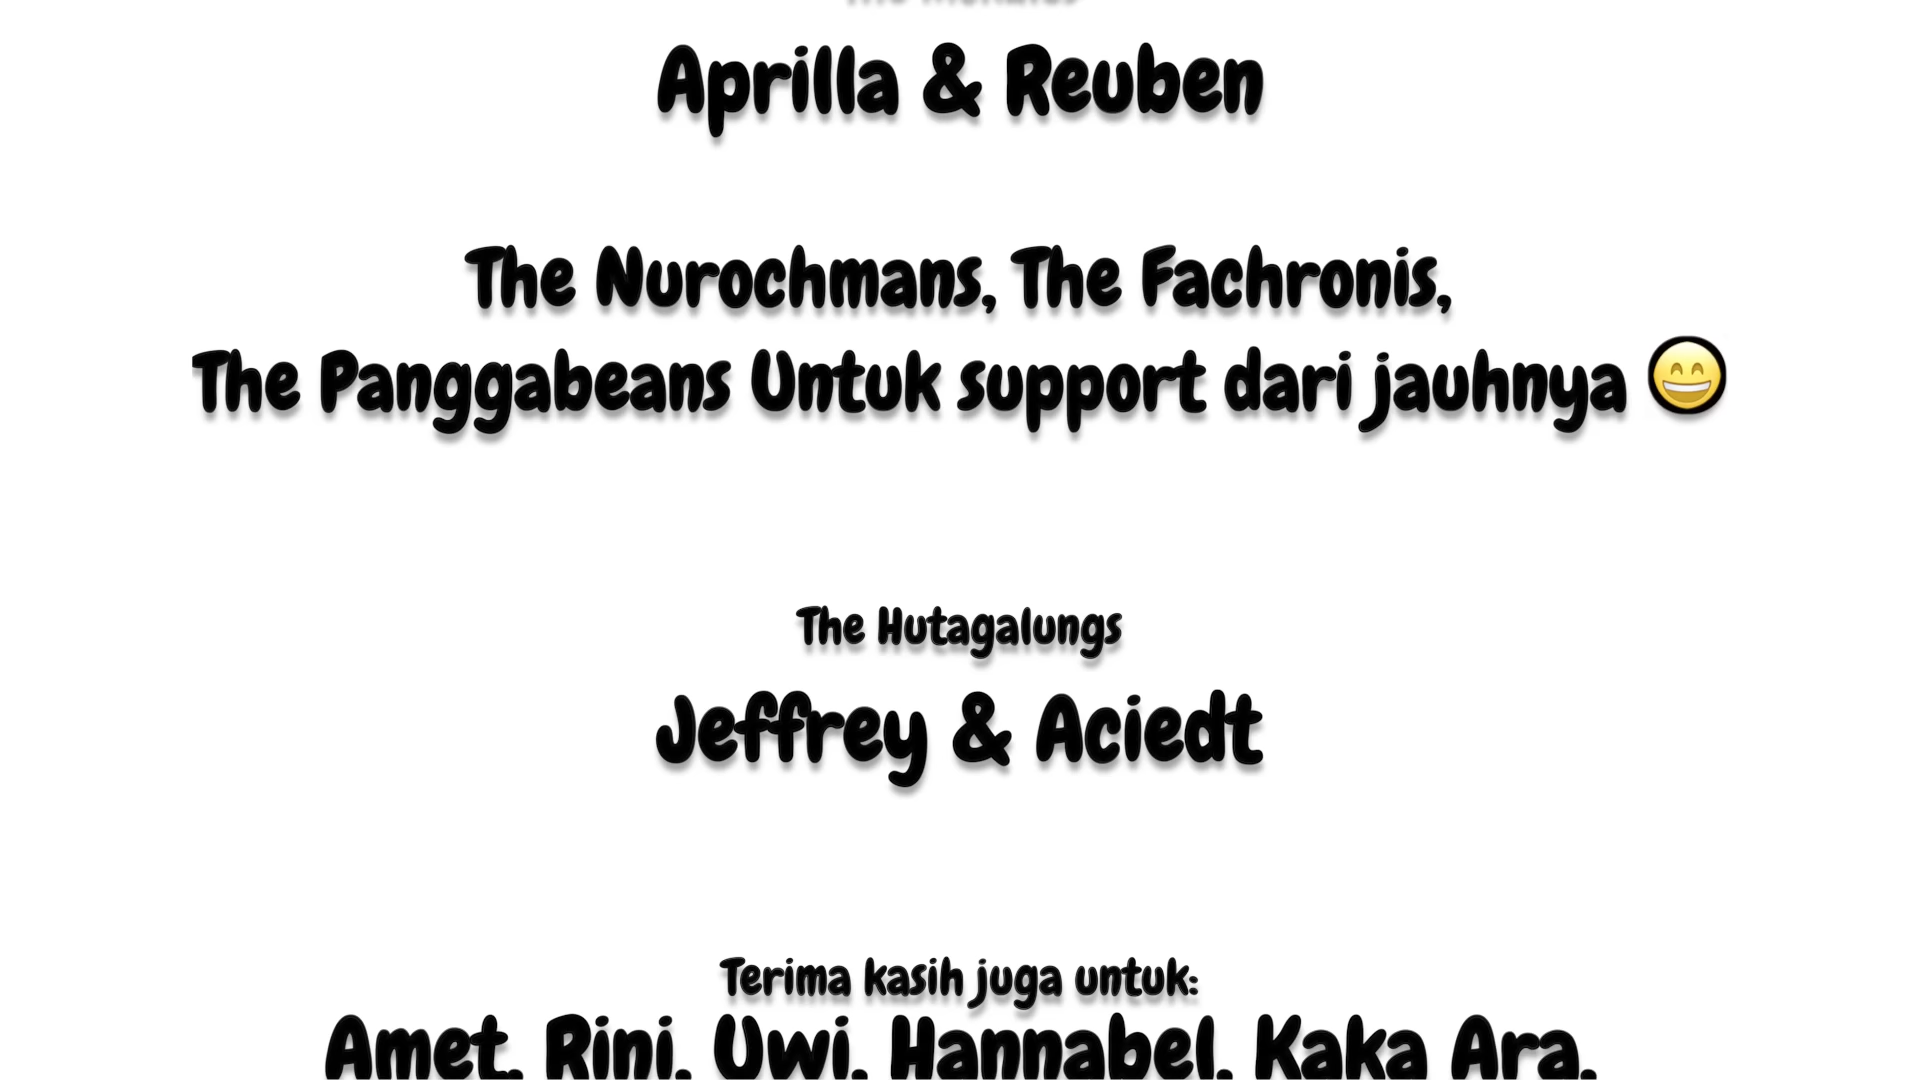 Aprilla & Reuben
The Nurochmans, The Fachronis,
The Panggabeans Untuk support dari jauhnya 😄
The Hutagalungs
Jeffrey & Aciedt
Terima kasih juga untuk:
Amet, Rini, Uwi, Hannabel, Kaka Ara,